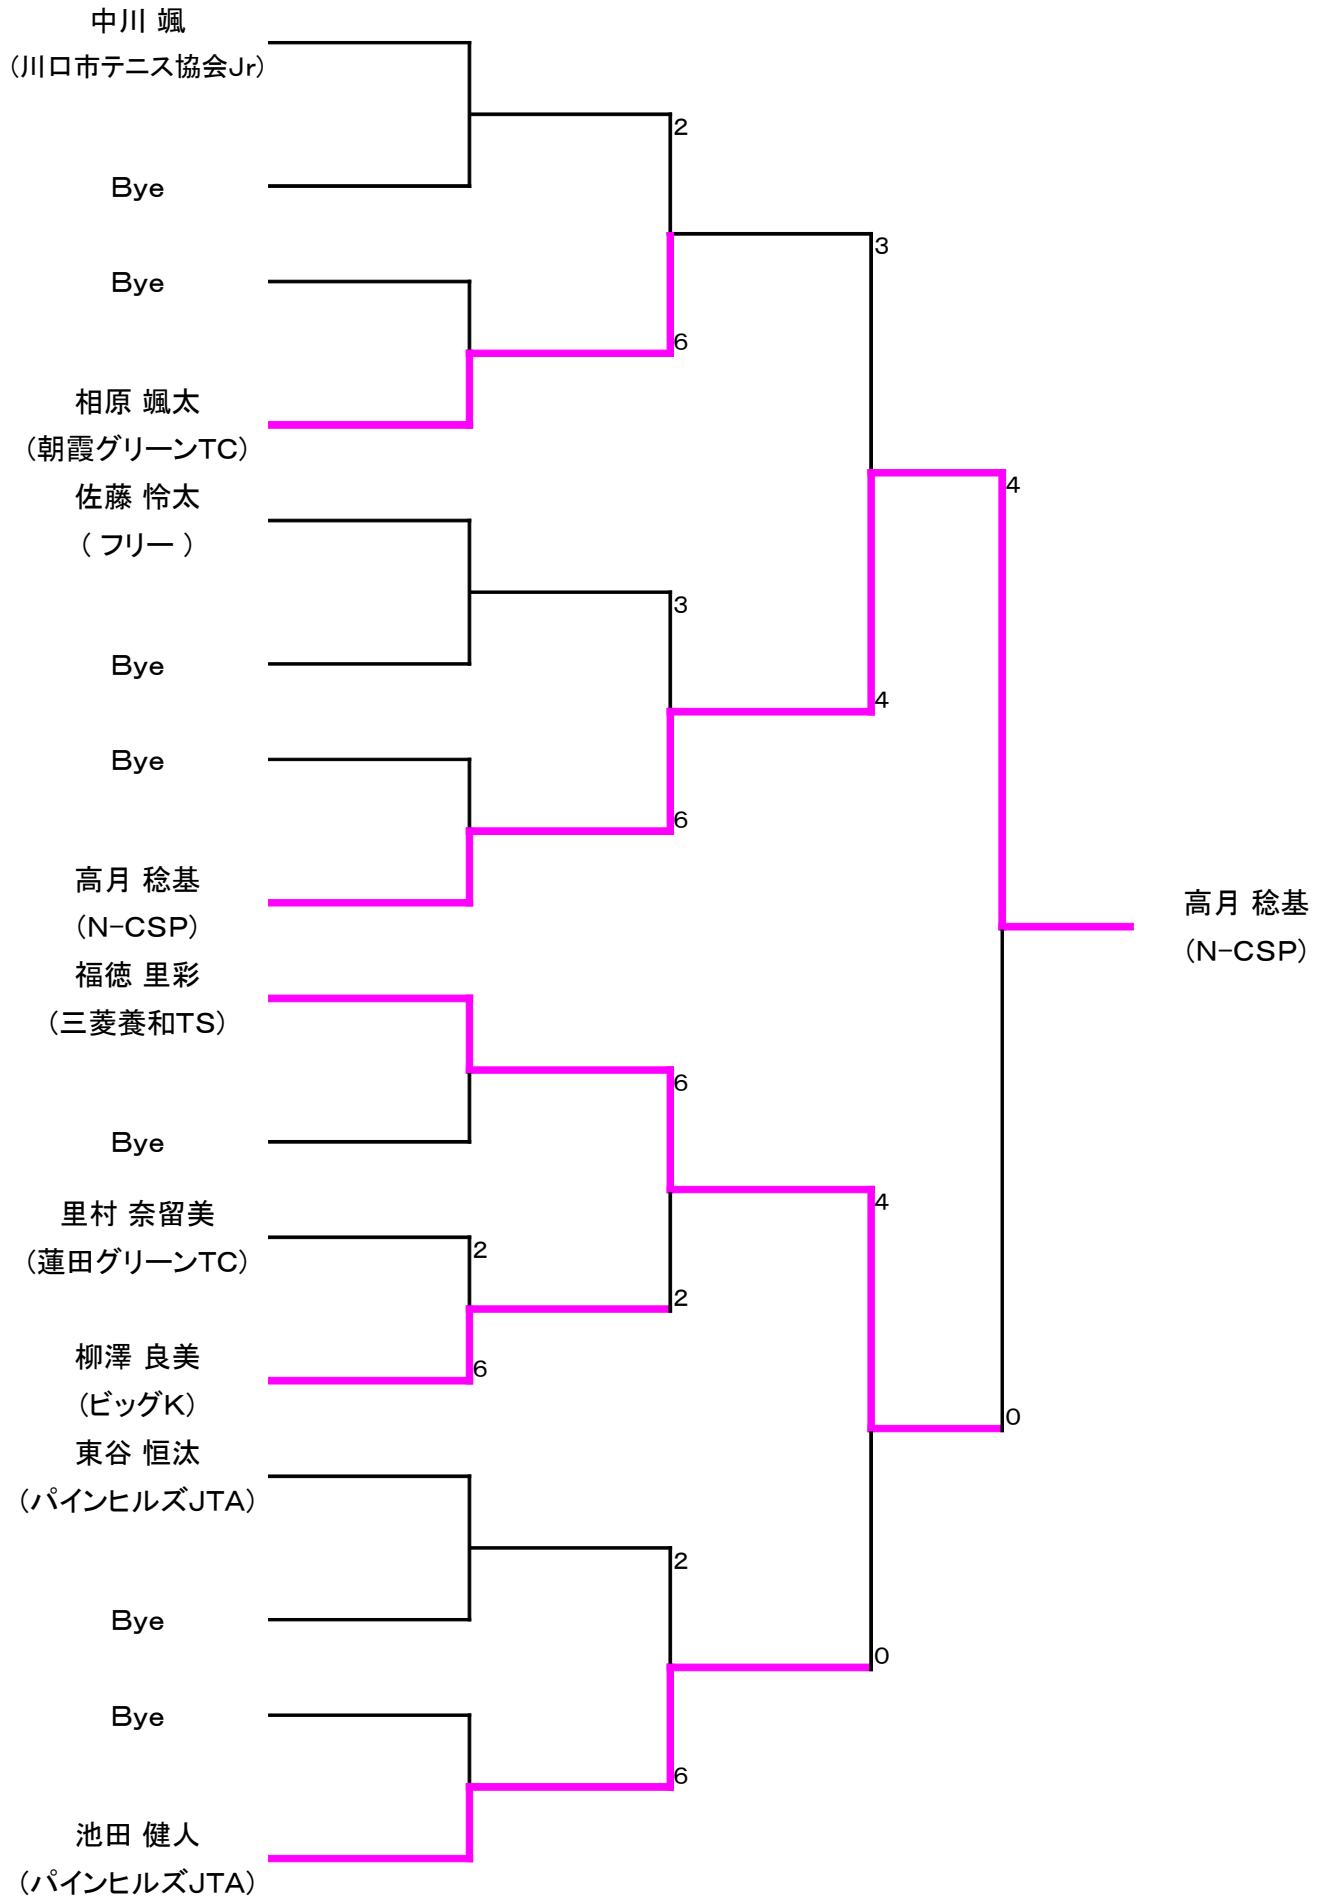 中川 颯
(川口市テニス協会Jr)
2
Bye
3
Bye
6
相原 颯太
(朝霞グリーンTC)
4
佐藤 怜太
( フリー )
3
Bye
4
Bye
6
高月 稔基
(N-CSP)
高月 稔基
(N-CSP)
福徳 里彩
(三菱養和TS)
6
Bye
4
里村 奈留美
(蓮田グリーンTC)
2
2
柳澤 良美
(ビッグK)
6
0
東谷 恒汰
(パインヒルズJTA)
2
Bye
0
Bye
6
池田 健人
(パインヒルズJTA)